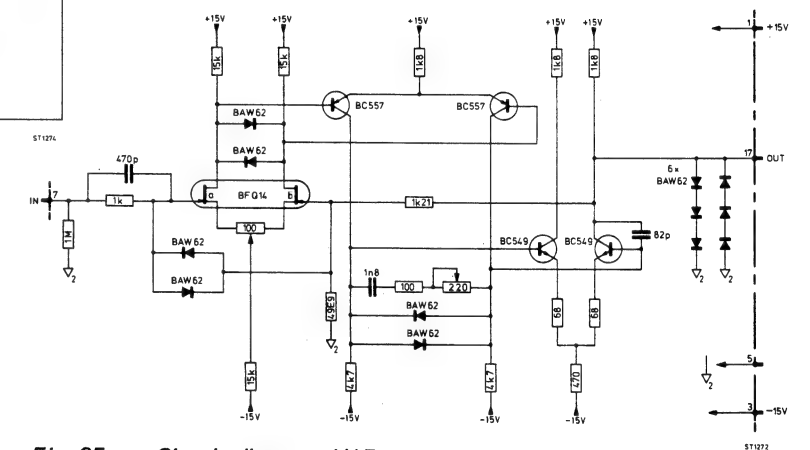 +15V
+15V
+15V
+15V
+15V
1
+15V
15k
15k
1k8
1k8
1k8
BC557
BC557
BAW62
ST1274
470p
BAW62
6x
BAW62
17
OUT
IN
7
1k
a
BFQ14
b
1k21
1M
100
BC549
BC549
82p
BAW62
1n8
2
BAW62
100
220
2
2
49E9
BAW62
68
68
2
BAW62
5
15k
4k7
4k7
470
2
-15V
-15V
-15V
-15V
3
-15V
ST1272